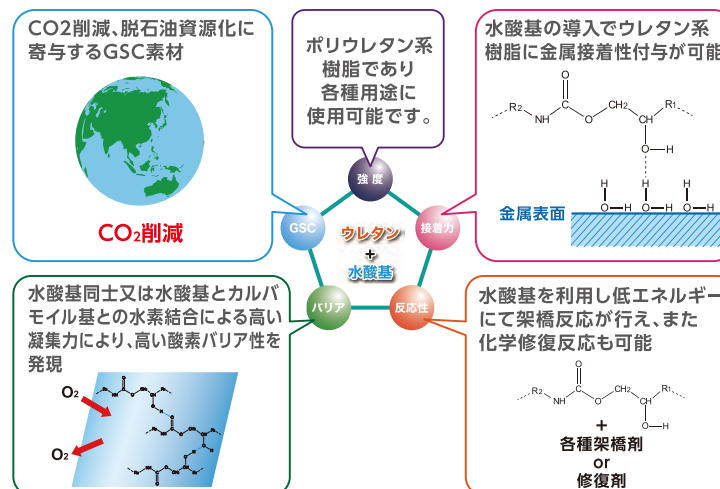 CO2削減、脱石油資源化に
寄与するGSC素材
CO₂削減
ポリウレタン系
樹脂であり
各種用途に
使用可能です。
水酸基の導入でウレタン系
樹脂に金属接着性付与が可能
O
R₂
NH
C
O
CH₂
CH
R₁
O
H
H
H
H
O
H
O
H
O
H
金属表面
強度
GSC
接着力
ウレタン
+
水酸基
バリア
反応性
水酸基同士又は水酸基とカルバ
モイル基との水素結合による高い
凝集力により、高い酸素バリア性を
発現
O₂
O₂
水酸基を利用し低エネルギー
にて架橋反応が行え、また
化学修復反応も可能
O
R₂
NH
C
O
CH₂
CH
R₁
O
H
+
各種架橋剤
or
修復剤